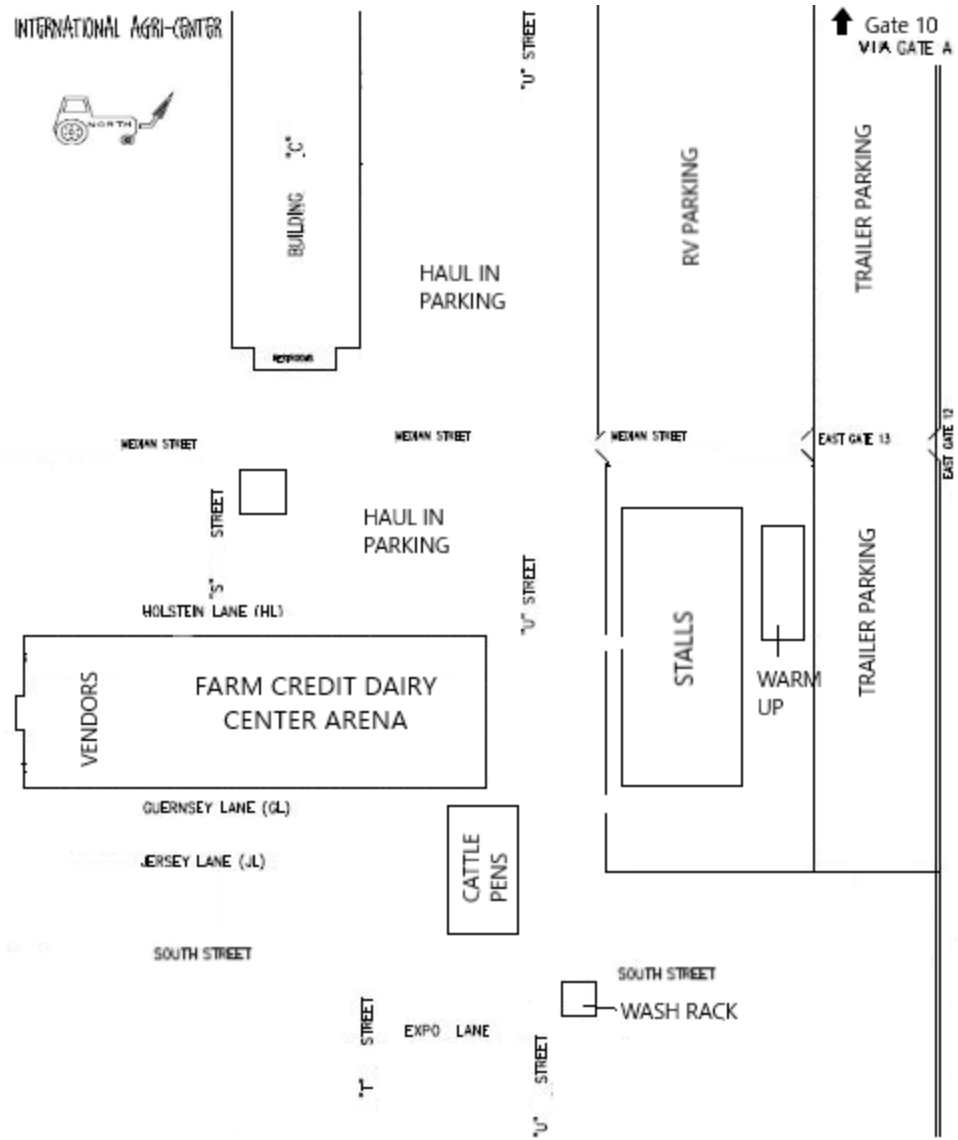 INTERNATIONAL AGRI-CENTER
NORTH
"U" STREET
Gate 10
VIA GATE A
BUILDING "C"
RESTROOMS
HAUL IN
PARKING
RV PARKING
TRAILER PARKING
MEDIAN STREET
MEDIAN STREET
MEDIAN STREET
EAST GATE 13
EAST GATE 12
"S" STREET
HAUL IN
PARKING
"U" STREET
HOLSTEIN LANE (HL)
VENDORS
FARM CREDIT DAIRY
CENTER ARENA
STALLS
WARM
UP
TRAILER PARKING
GUERNSEY LANE (GL)
JERSEY LANE (JL)
CATTLE
PENS
SOUTH STREET
SOUTH STREET
WASH RACK
"T" STREET
EXPO LANE
"U" STREET